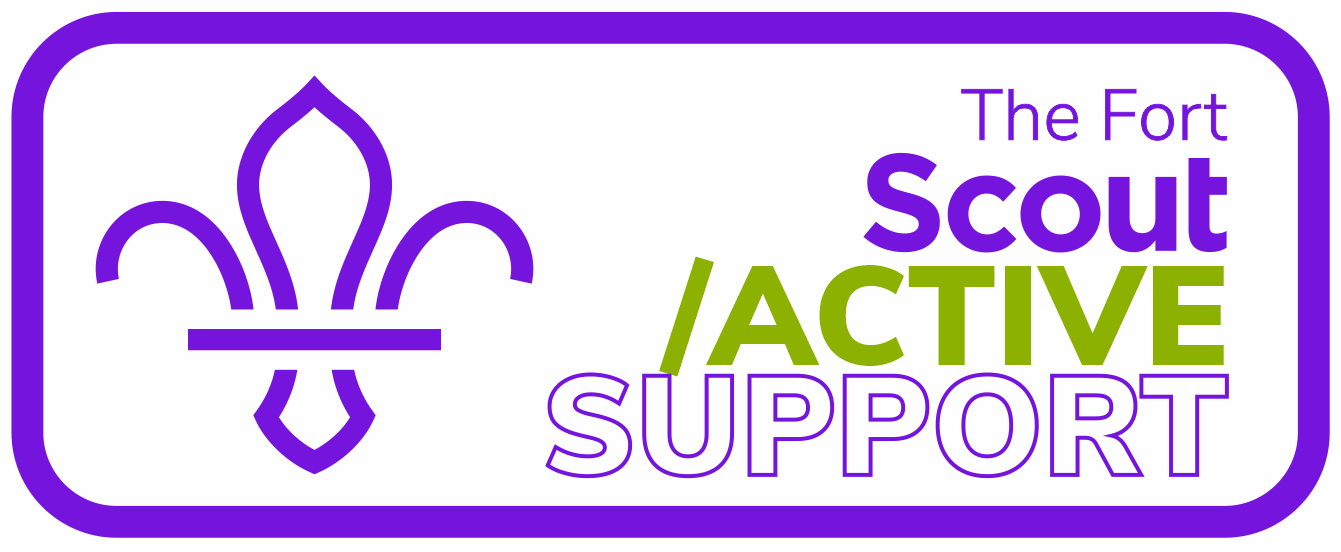 The Fort
Scout
/ACTIVE
SUPPORT